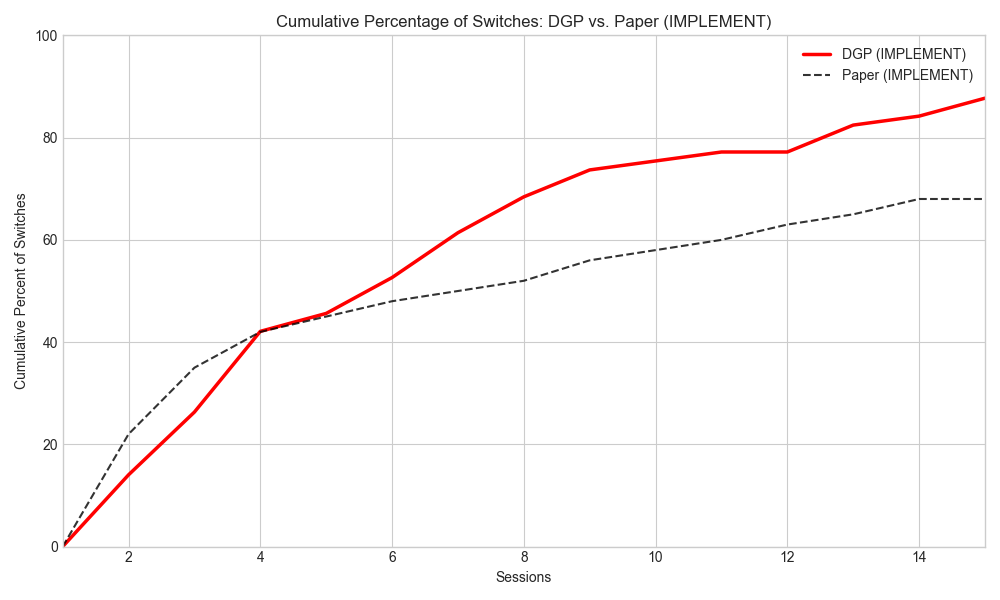 Cumulative Percentage of Switches: DGP vs. Paper (IMPLEMENT)
DGP (IMPLEMENT)
Paper (IMPLEMENT)
Cumulative Percent of Switches
100
80
60
40
20
0
2 4 6 8 10 12 14
Sessions